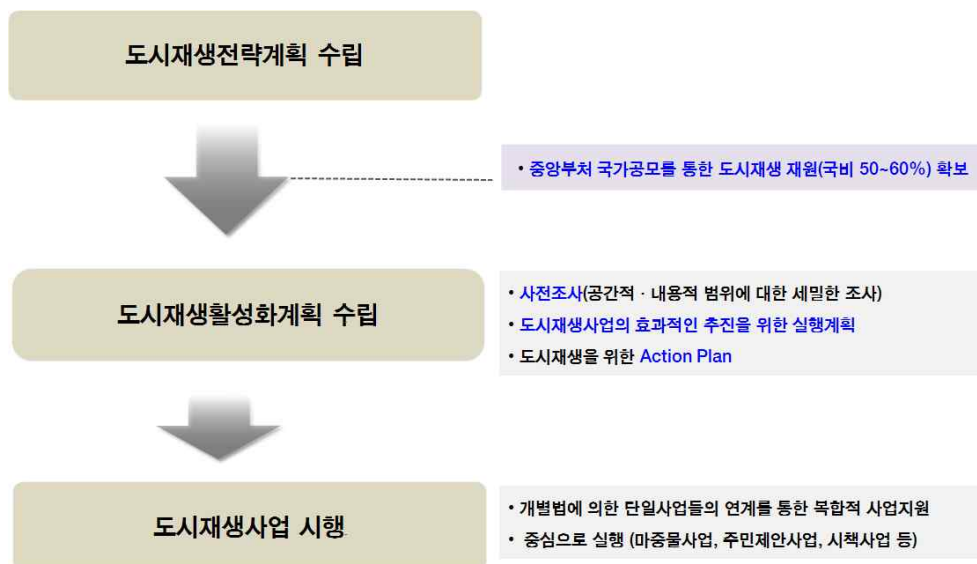 도시재생전략계획 수립
• 중앙부처 국가공모를 통한 도시재생 재원(국비 50~60%) 확보
도시재생활성화계획 수립
• 사전조사(공간적 · 내용적 범위에 대한 세밀한 조사)
• 도시재생사업의 효과적인 추진을 위한 실행계획
• 도시재생을 위한 Action Plan
도시재생사업 시행
• 개별법에 의한 단일사업들의 연계를 통한 복합적 사업지원
• 중심으로 실행 (마중물사업, 주민제안사업, 시책사업 등)